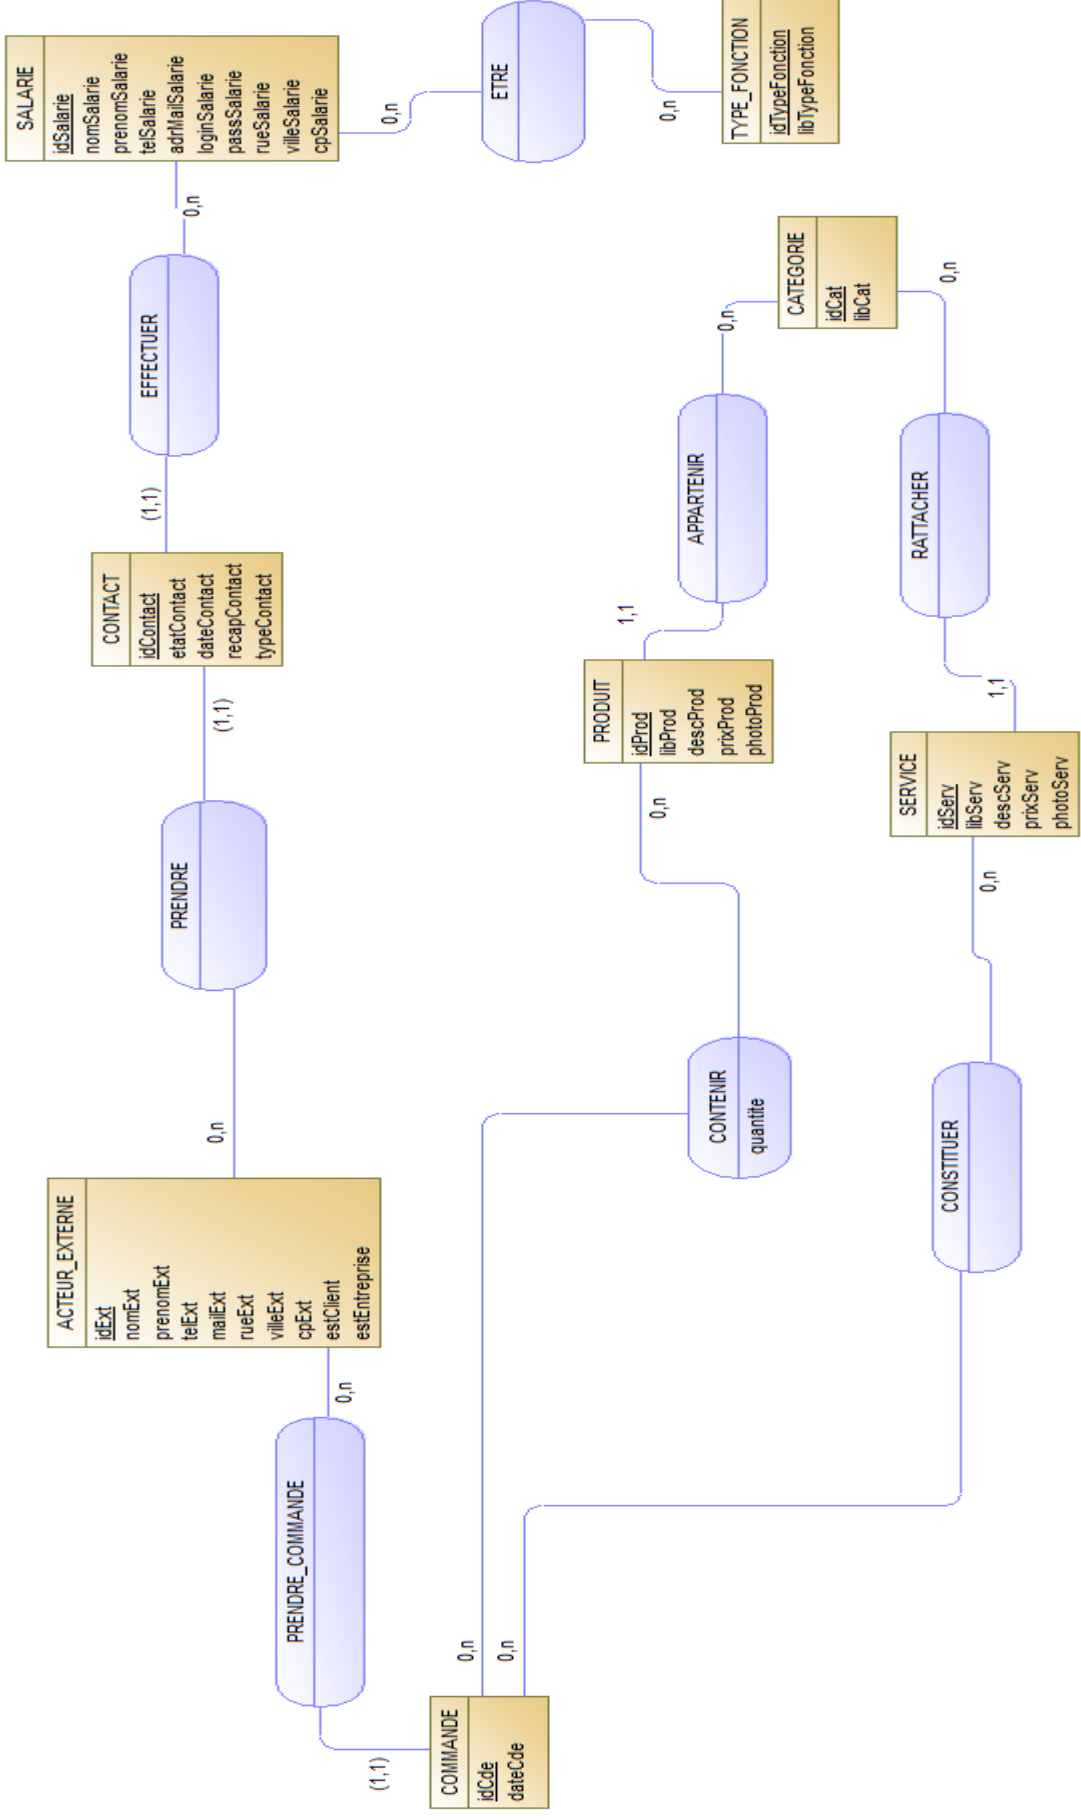 ACTEUR_EXTERNE
idExt
nomExt
prenomExt
telExt
mailExt
rueExt
villeExt
cpExt
estClient
estEntreprise
0,n
PRENDRE
(1,1)
CONTACT
idContact
etatContact
dateContact
recapContact
typeContact
(1,1)
EFFECTUER
0,n
SALARIE
idSalarie
nomSalarie
prenomSalarie
telSalarie
adrMailSalarie
loginSalarie
passSalarie
rueSalarie
villeSalarie
cpSalarie
0,n
ETRE
0,n
TYPE_FONCTION
idTypeFonction
libTypeFonction
0,n
PRENDRE_COMMANDE
(1,1)
COMMANDE
idCde
dateCde
0,n
0,n
CONTENIR
quantite
0,n
PRODUIT
idProd
libProd
descProd
prixProd
photoProd
1,1
APPARTENIR
0,n
CATEGORIE
idCat
libCat
0,n
RATTACHER
1,1
SERVICE
idServ
libServ
descServ
prixServ
photoServ
0,n
CONSTITUER